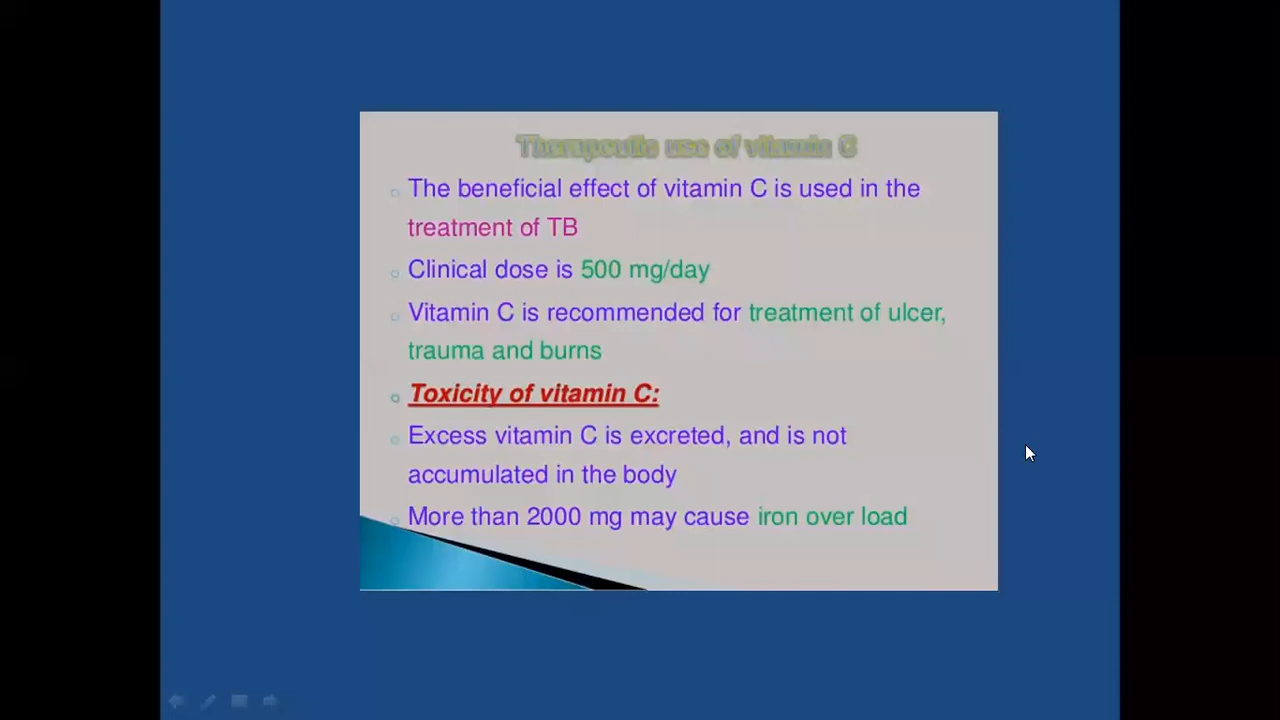 Therapeutic use of vitamin C
The beneficial effect of vitamin C is used in the
treatment of TB
Clinical dose is 500 mg/day
Vitamin C is recommended for treatment of ulcer,
trauma and burns
Toxicity of vitamin C:
Excess vitamin C is excreted, and is not
accumulated in the body
More than 2000 mg may cause iron over load